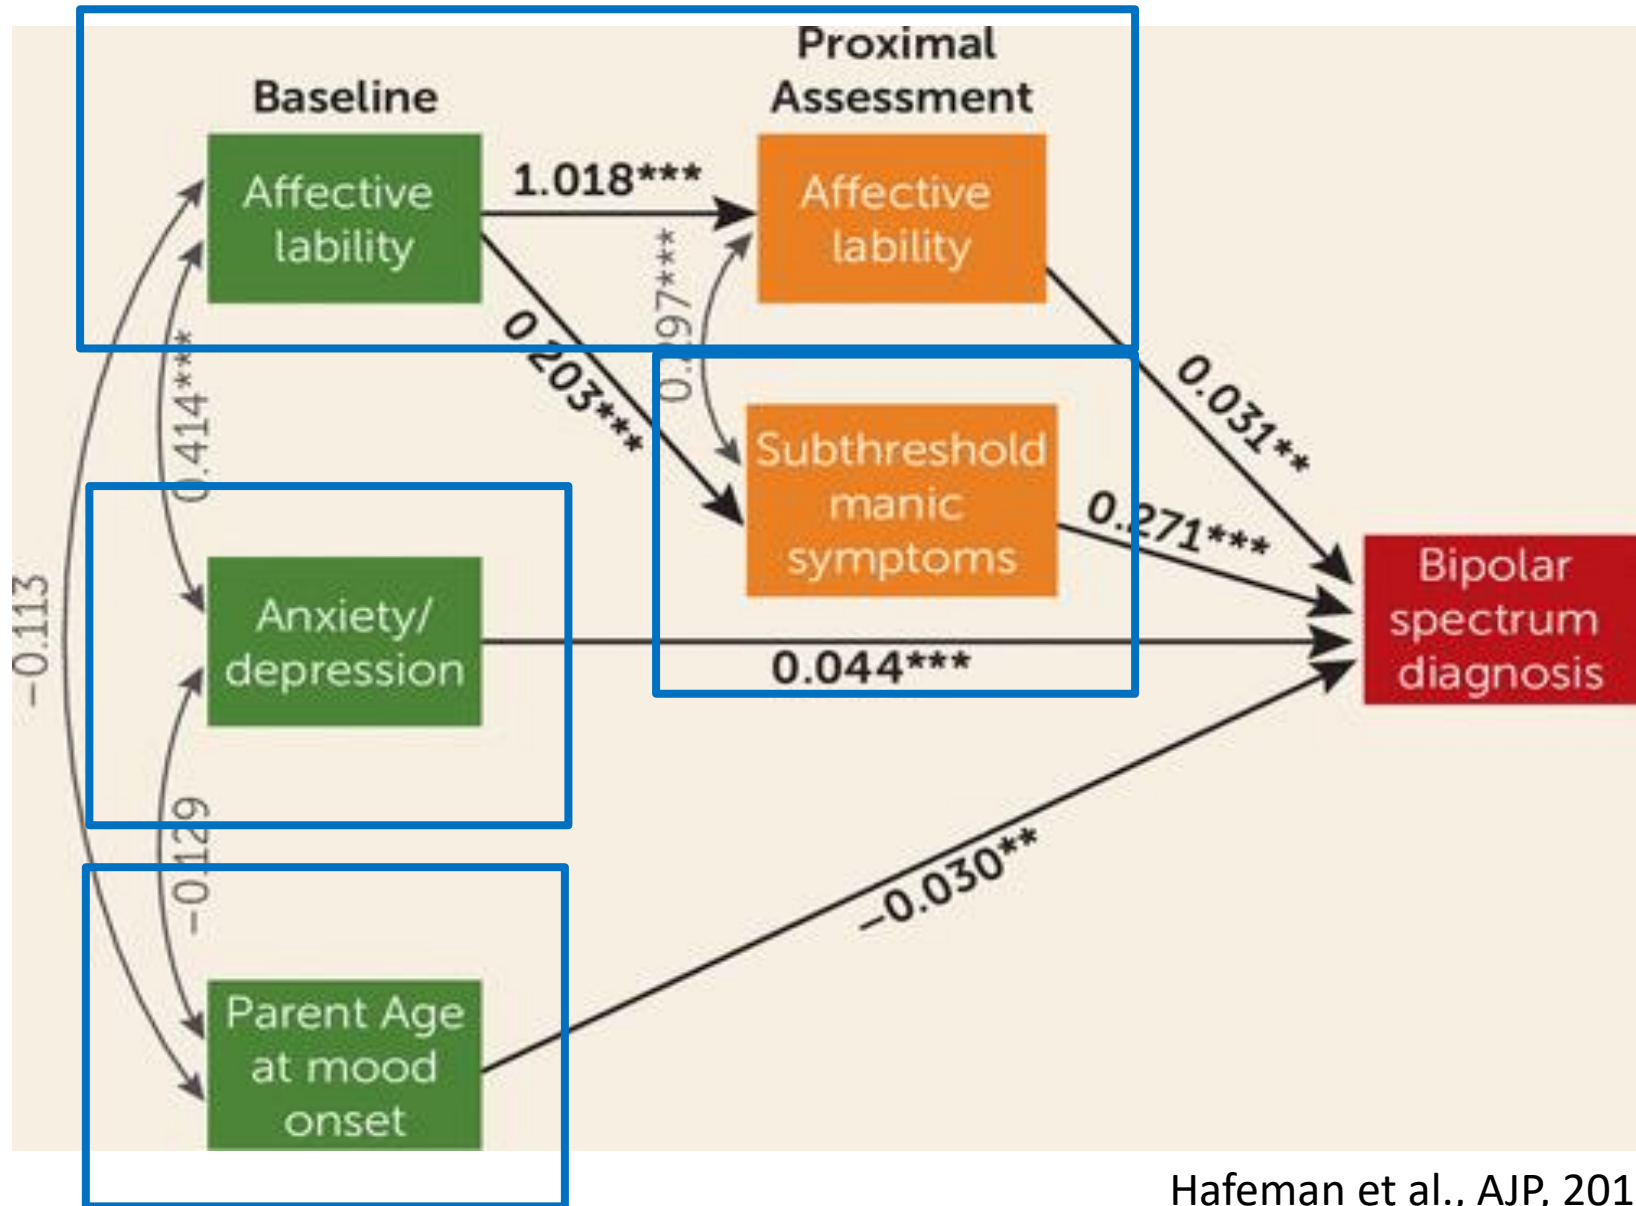 Baseline
Proximal
Assessment
Affective
lability
1.018***
Affective
lability
0.297***
0.203***
0.414***
0.031**
Subthreshold
manic
symptoms
0.271***
Bipolar
spectrum
diagnosis
Anxiety/
depression
0.044***
−0.113
−0.129
−0.030**
Parent Age
at mood
onset
Hafeman et al., AJP, 201